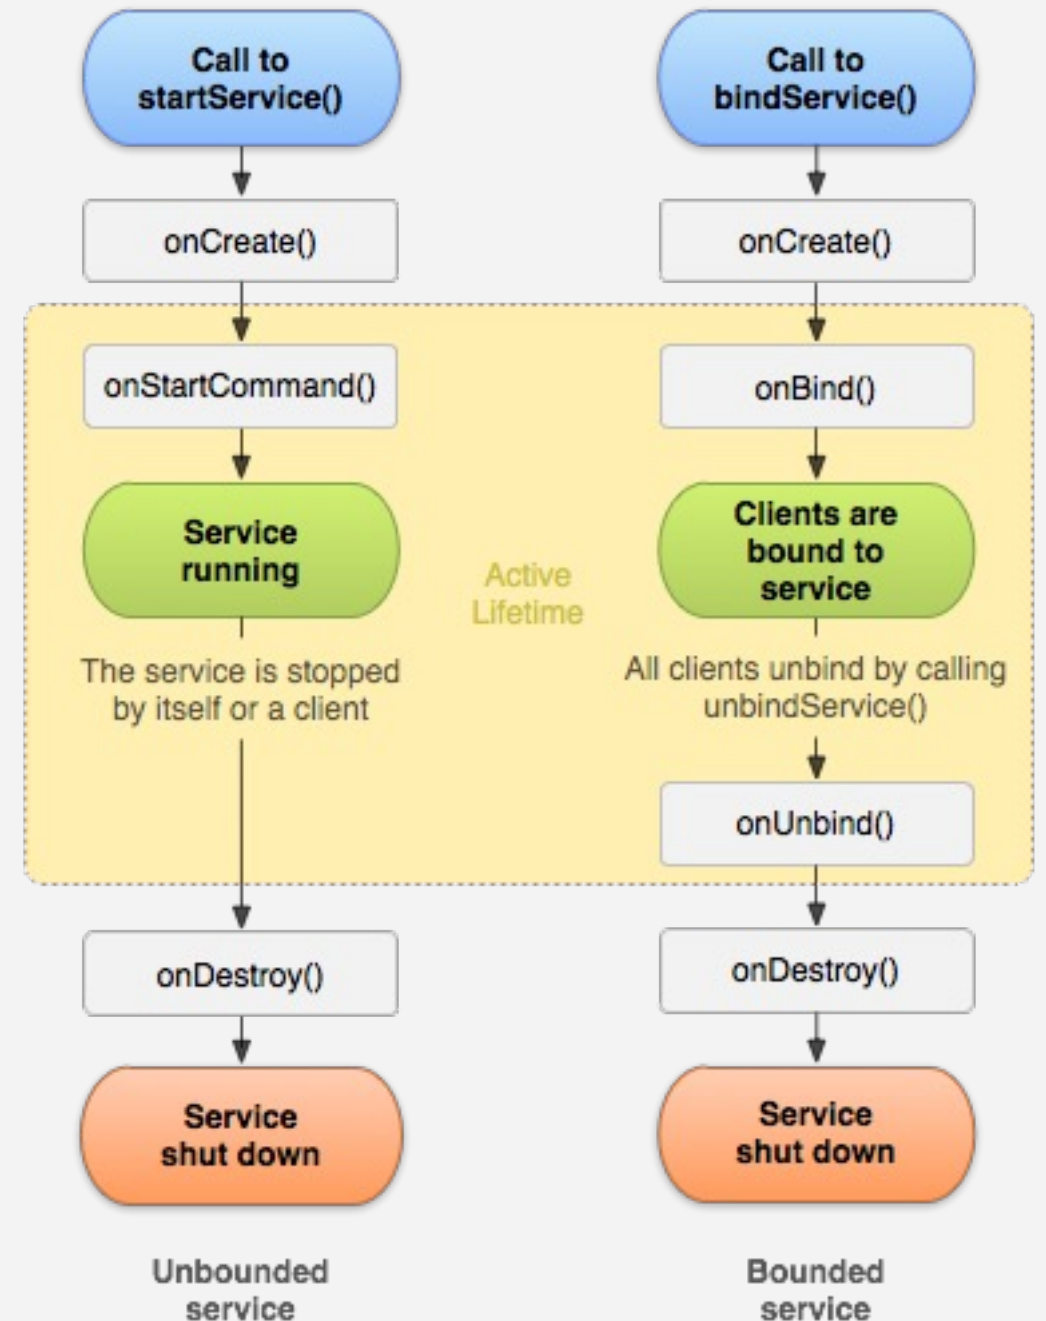 Call to
startService()
onCreate()
onStartCommand()
Service
running
The service is stopped
by itself or a client
onDestroy()
Service
shut down
Unbounded
service
Active
Lifetime
Call to
bindService()
onCreate()
onBind()
Clients are
bound to
service
All clients unbind by calling
unbindService()
onUnbind()
onDestroy()
Service
shut down
Bounded
service